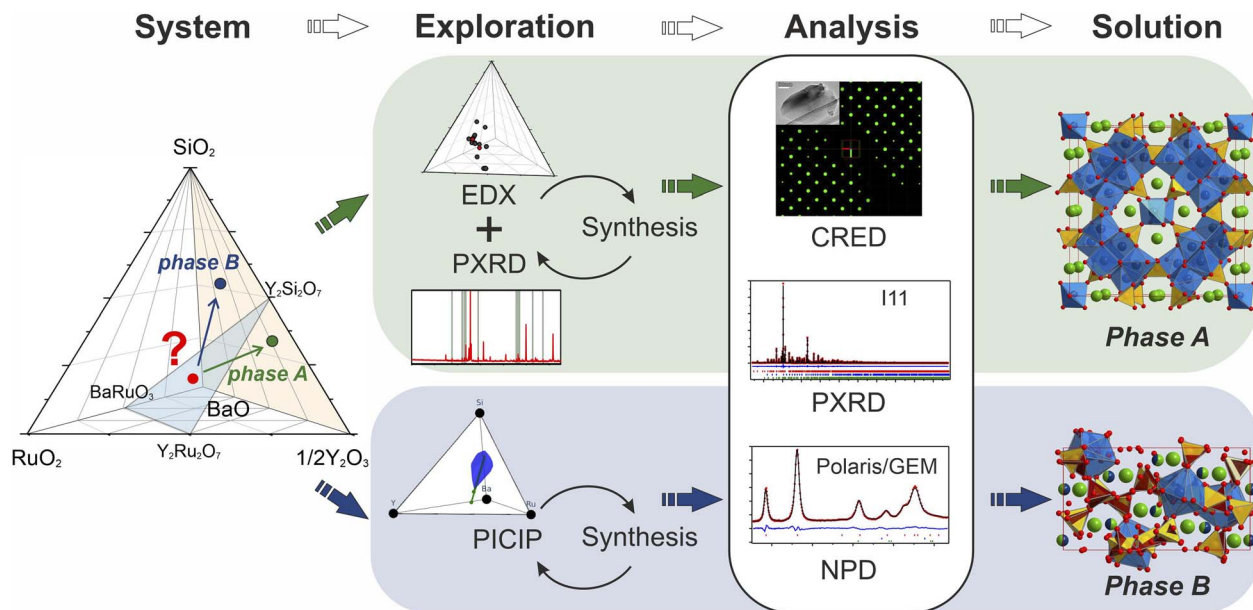 System
Exploration
Analysis
Solution
SiO₂
phase B
Y₂Si₂O₇
?
phase A
BaRuO₃
BaO
RuO₂
Y₂Ru₂O₇
1/2Y₂O₃
EDX
+
PXRD
Synthesis
CRED
I11
PXRD
Phase A
Si
Ba
Y
Ru
PICIP
Synthesis
Polaris/GEM
NPD
Phase B